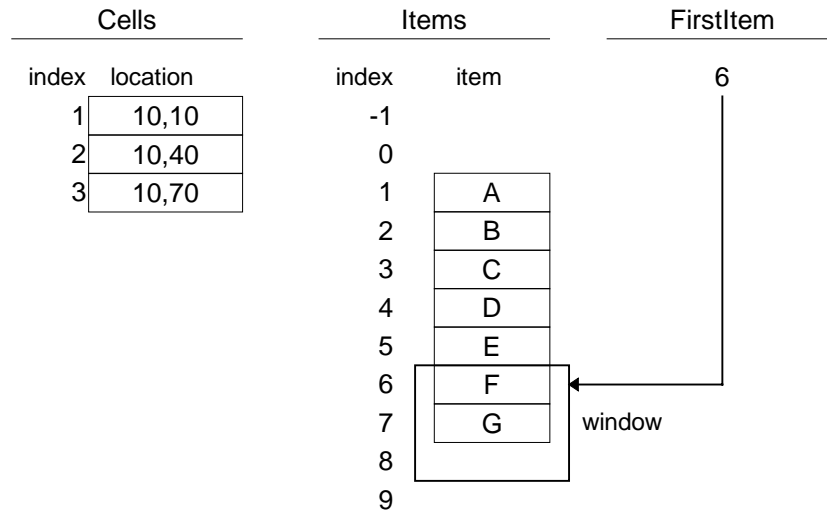 Cells Items FirstItem
index location index item 6
1 10,10 -1
2 10,40 0
3 10,70 1 A
2 B
3 C
4 D
5 E
6 F
7 G window
8
9